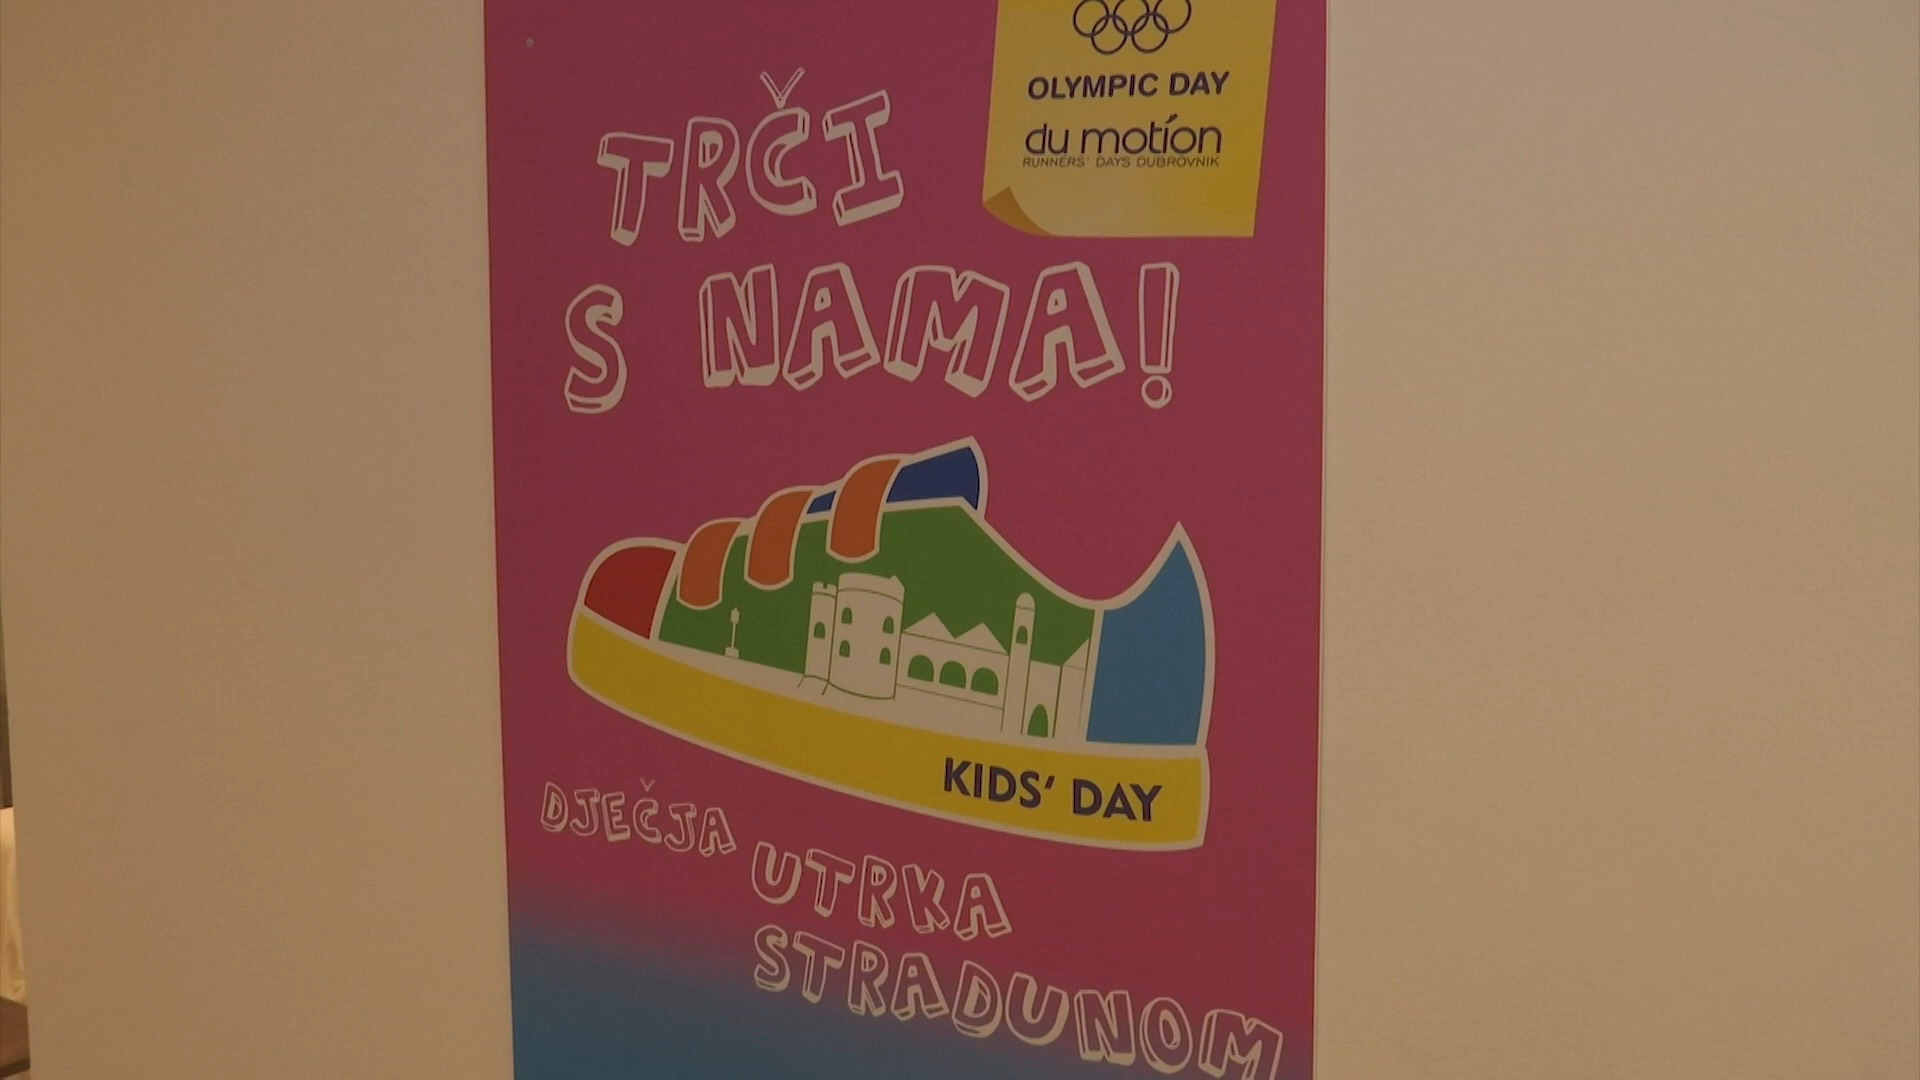 OLYMPIC DAY
du motion
RUNNERS' DAYS DUBROVNIK
TRČI
S NAMA!
KIDS' DAY
DJEČJA UTRKA
STRADUNOM